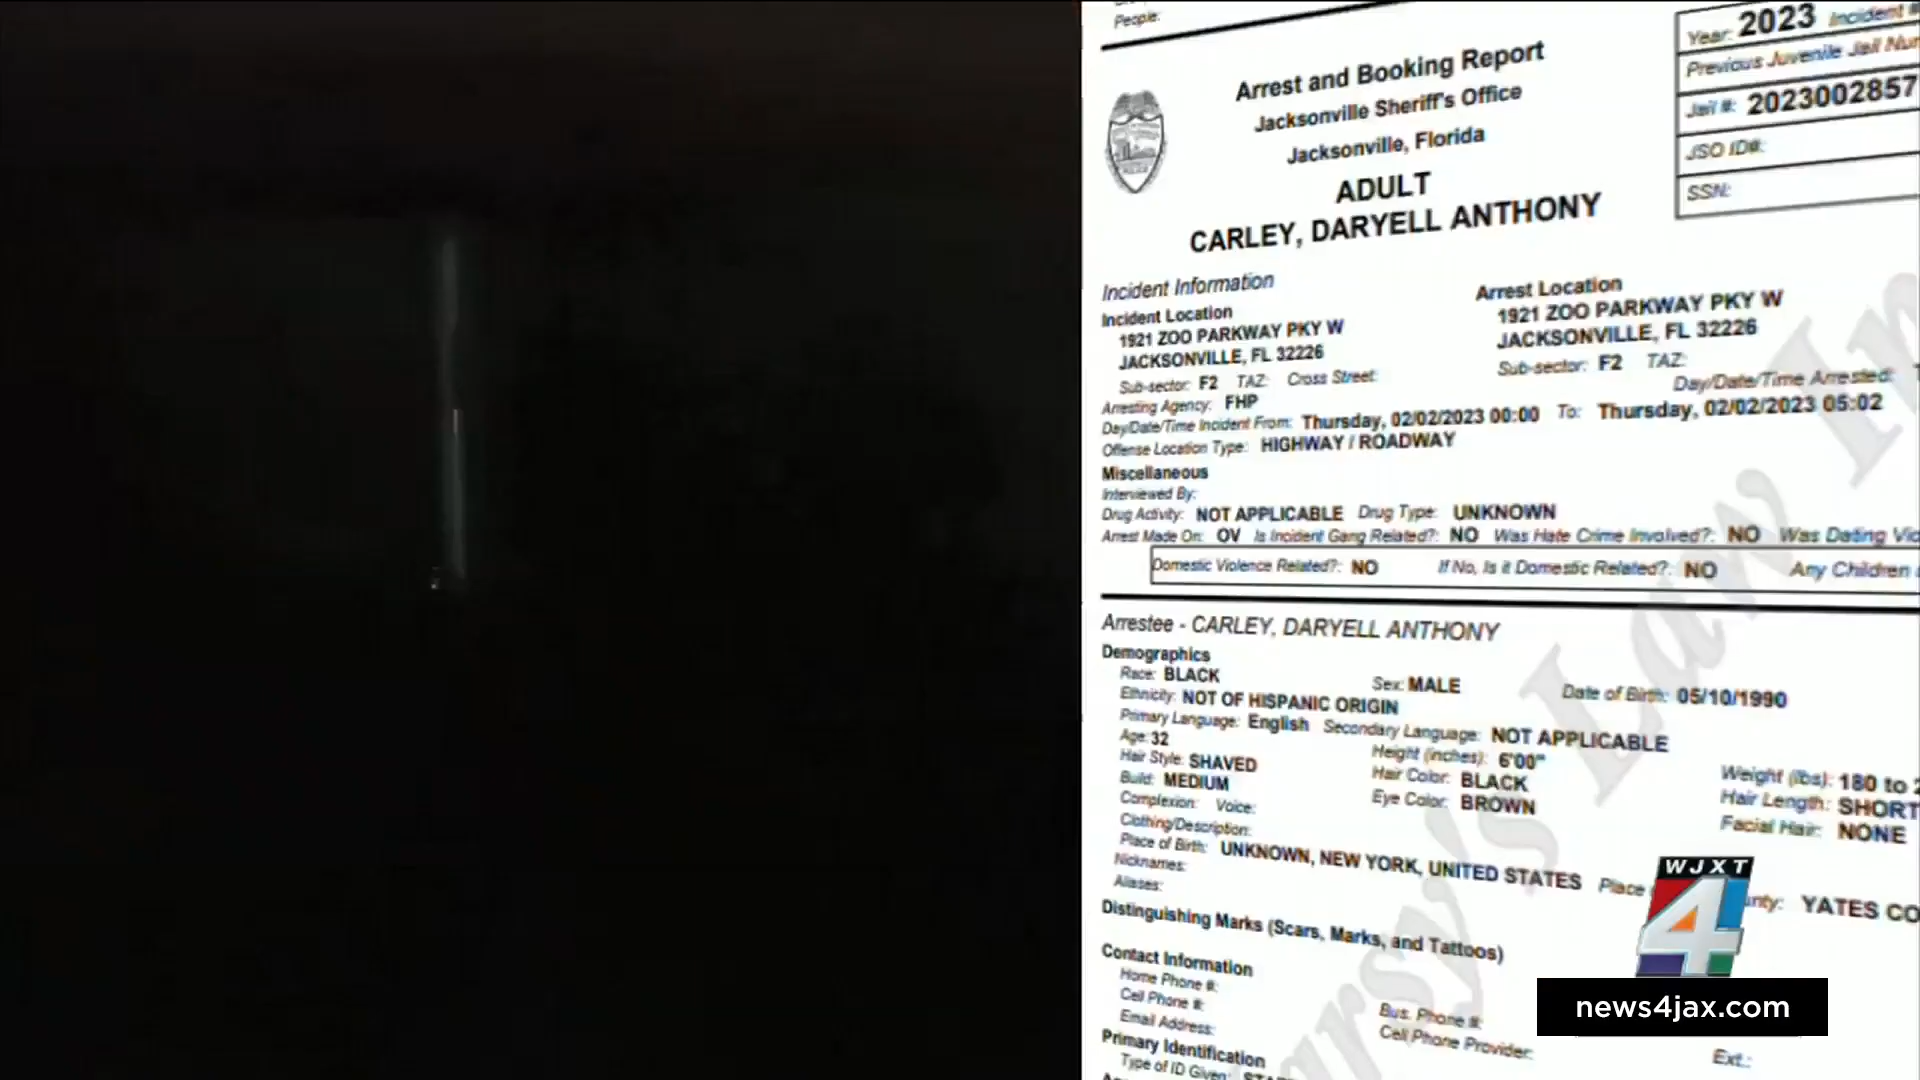 People:
Arrest and Booking Report
Jacksonville Sheriff's Office
Jacksonville, Florida
ADULT
CARLEY, DARYELL ANTHONY
Year: 2023 Incident #
Previous Juvenile Jail Nu
Jail #: 2023002857
JSO ID#:
SSN:
Incident Information
Incident Location
1921 ZOO PARKWAY PKY W
JACKSONVILLE, FL 32226
Sub-sector: F2 TAZ: Cross Street:
Arrest Location
1921 ZOO PARKWAY PKY W
JACKSONVILLE, FL 32226
Sub-sector: F2 TAZ:
Arresting Agency: FHP
Day/Date/Time Arrested:
Day/Date/Time Incident From: Thursday, 02/02/2023 00:00 To: Thursday, 02/02/2023 05:02
Offense Location Type: HIGHWAY / ROADWAY
Miscellaneous
Interviewed By:
Drug Activity: NOT APPLICABLE Drug Type: UNKNOWN
Arrest Made On: OV Is Incident Gang Related?: NO Was Hate Crime Involved?: NO Was Dating Vio
Domestic Violence Related?: NO If No, Is it Domestic Related?: NO Any Children
Arrestee - CARLEY, DARYELL ANTHONY
Demographics
Race: BLACK Sex: MALE Date of Birth: 05/10/1990
Ethnicity: NOT OF HISPANIC ORIGIN
Primary Language: English Secondary Language: NOT APPLICABLE
Age: 32 Height (inches): 6'00" Weight (lbs): 180 to 2
Hair Style: SHAVED Hair Color: BLACK Hair Length: SHORT
Build: MEDIUM Eye Color: BROWN Facial Hair: NONE
Complexion: Voice:
Clothing/Description:
Place of Birth: UNKNOWN, NEW YORK, UNITED STATES Place unty: YATES CO
Nicknames:
Aliases:
Distinguishing Marks (Scars, Marks, and Tattoos)
Contact Information
Home Phone #:
Cell Phone #: Bus. Phone #: Ext.:
Email Address: Cell Phone Provider:
Primary Identification
Type of ID Given: STA
Law In
arsy's
WJXT
4
news4jax.com